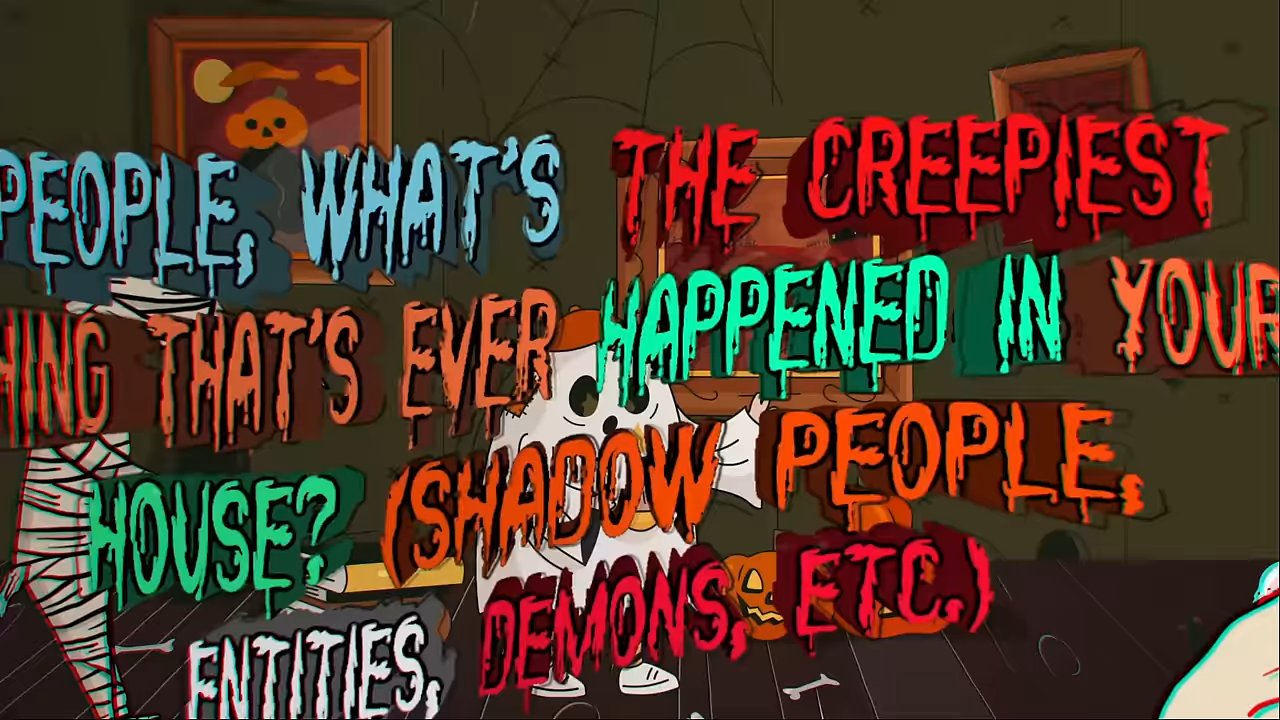 PEOPLE, WHAT'S THE CREEPIEST
HING THAT'S EVER HAPPENED IN YOUR
HOUSE? (SHADOW PEOPLE,
ENTITIES, DEMONS, ETC.)